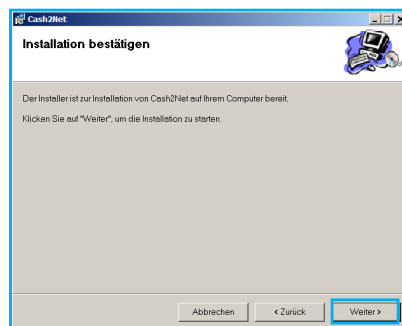 Cash2Net
Installation bestätigen
Der Installer ist zur Installation von Cash2Net auf Ihrem Computer bereit.
Klicken Sie auf "Weiter", um die Installation zu starten.
Abbrechen
< Zurück
Weiter >